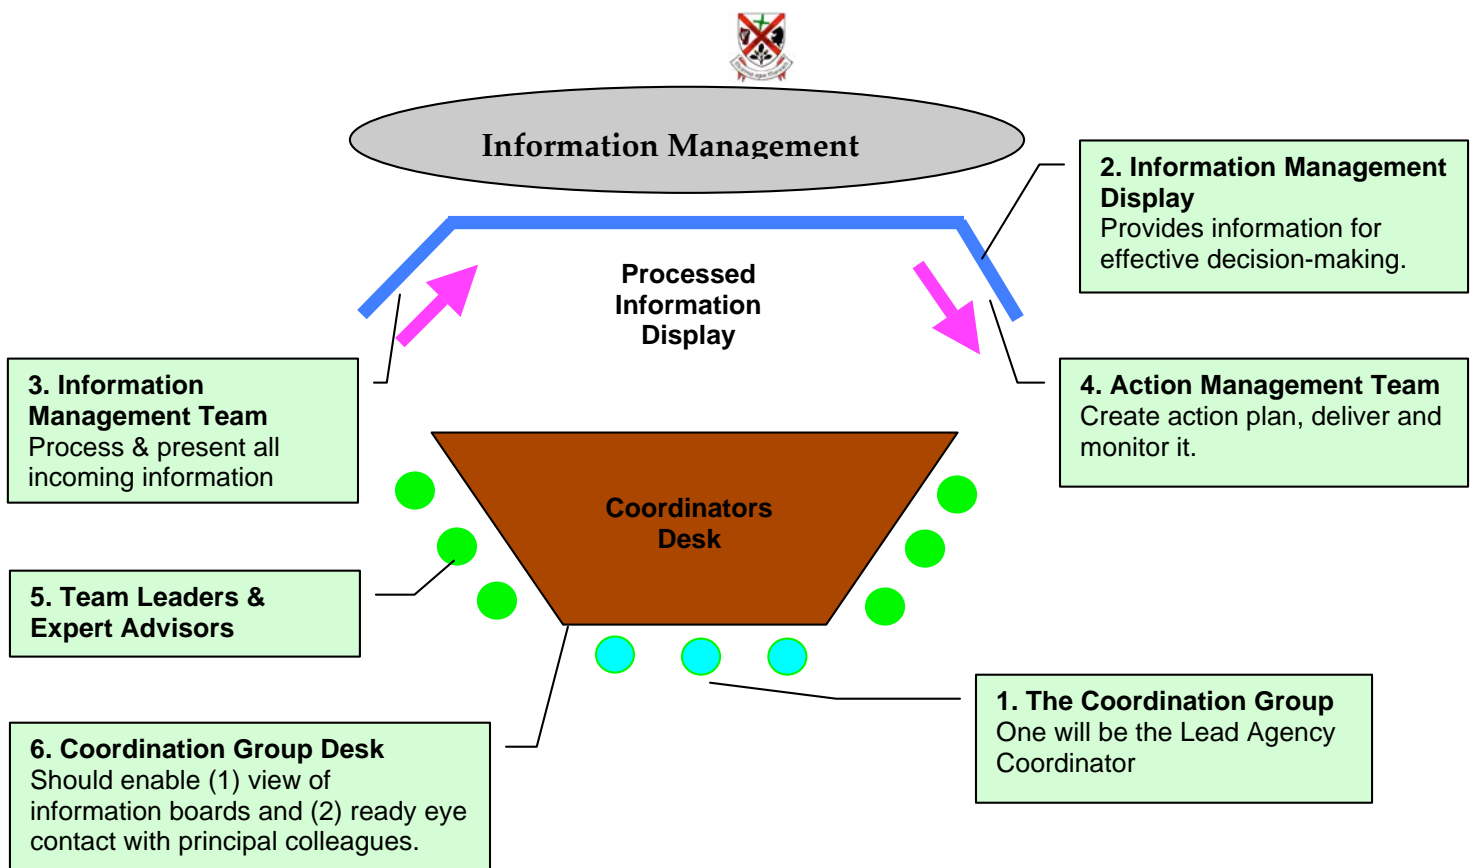 Information Management
2. Information Management
Display
Provides information for
effective decision-making.
Processed
Information
Display
3. Information
Management Team
Process & present all
incoming information
4. Action Management Team
Create action plan, deliver and
monitor it.
Coordinators
Desk
5. Team Leaders &
Expert Advisors
1. The Coordination Group
One will be the Lead Agency
Coordinator
6. Coordination Group Desk
Should enable (1) view of
information boards and (2) ready eye
contact with principal colleagues.